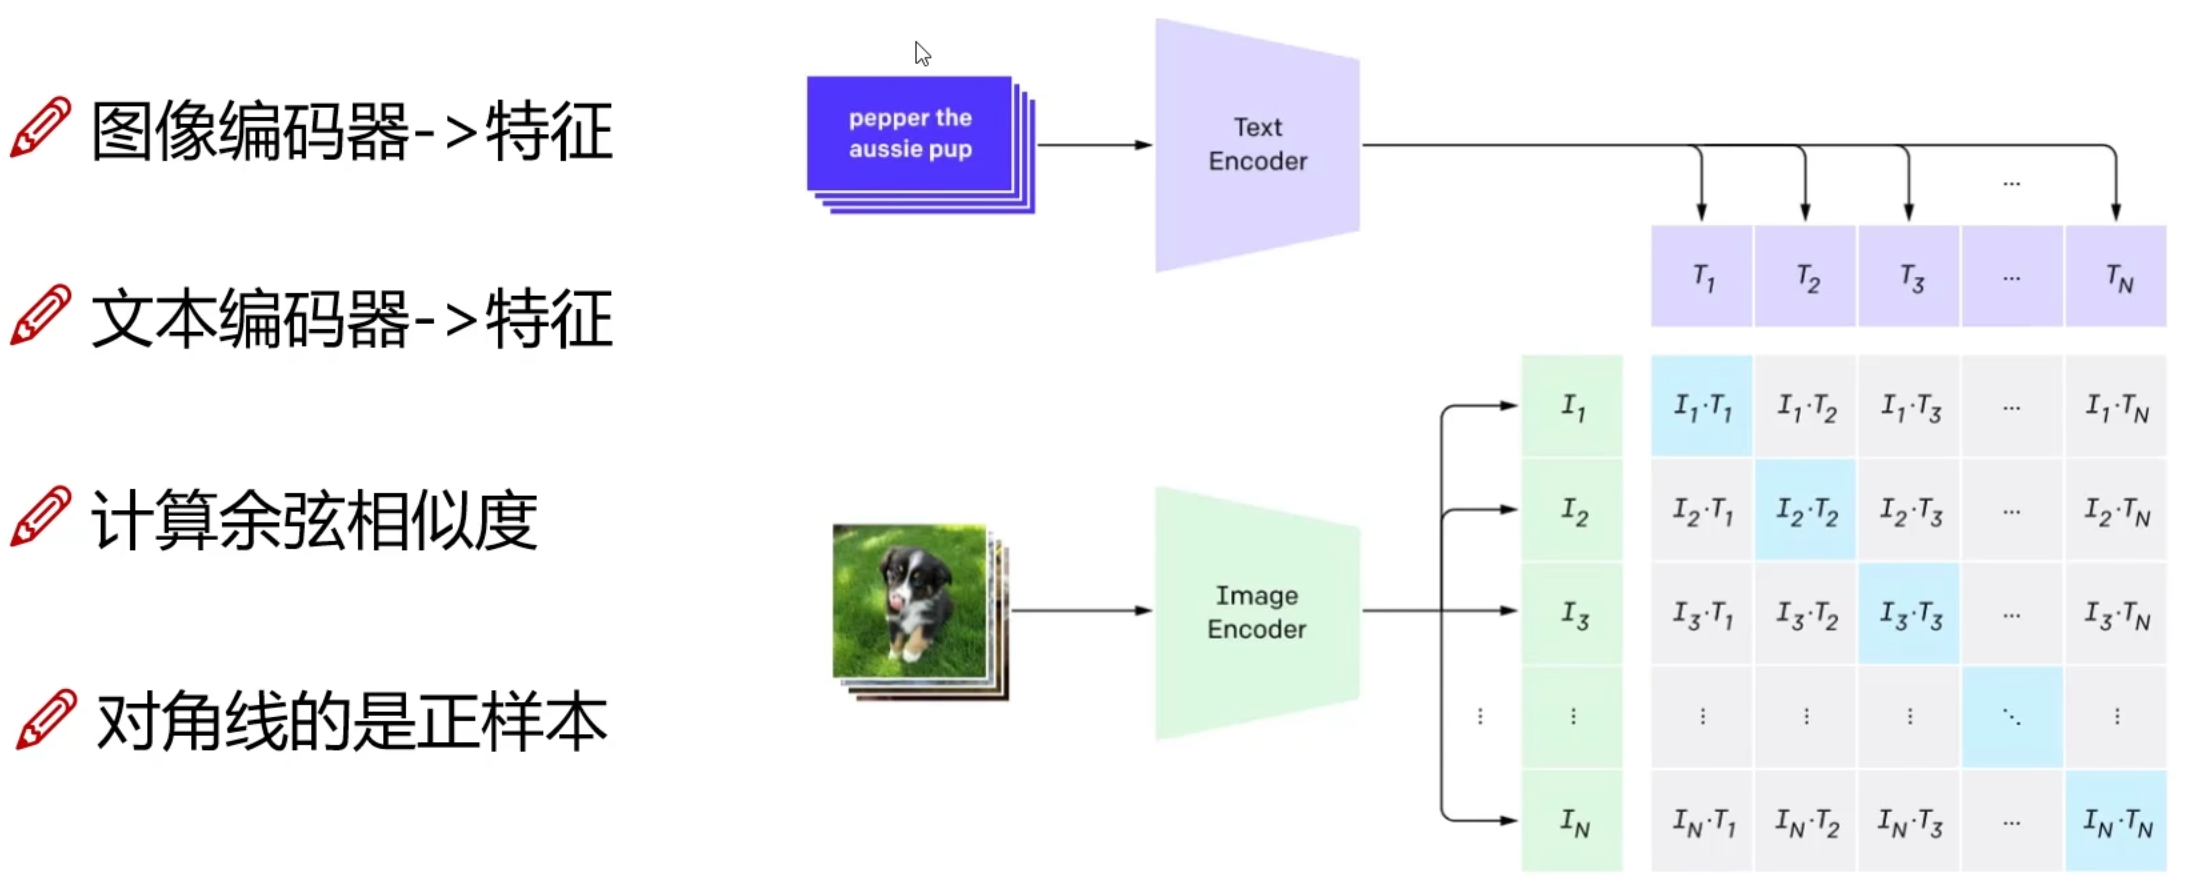 图像编码器->特征
文本编码器->特征
计算余弦相似度
对角线的是正样本
pepper the
aussie pup
Text
Encoder
...
T1 T2 T3 ... TN
Image
Encoder
I1 I1·T1 I1·T2 I1·T3 ... I1·TN
I2 I2·T1 I2·T2 I2·T3 ... I2·TN
I3 I3·T1 I3·T2 I3·T3 ... I3·TN
⋮ ⋮ ⋮ ⋮ ⋮ ⋱ ⋮
IN IN·T1 IN·T2 IN·T3 ... IN·TN